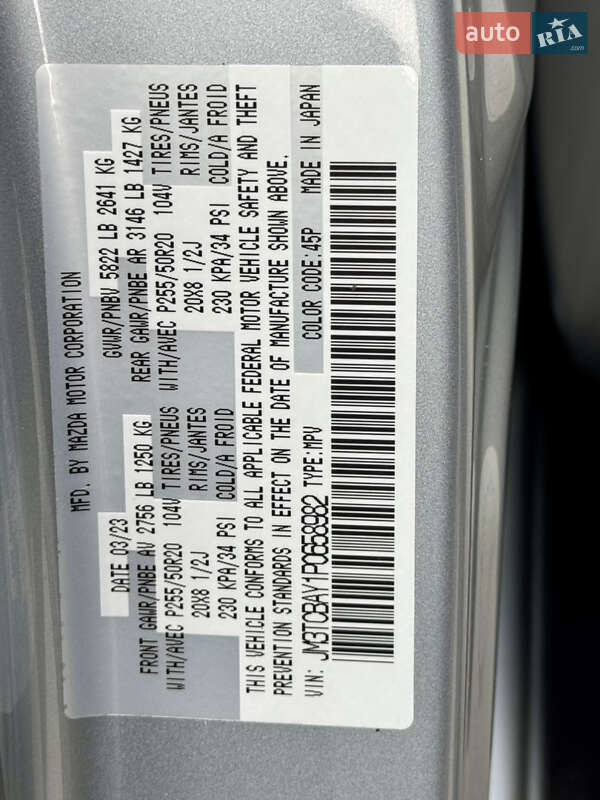 auto RIA .com
MFD. BY MAZDA MOTOR CORPORATION
DATE 03/23 GVWR/PNBV 5822 LB 2641 KG
FRONT GAWR/PNBE AV 2756 LB 1250 KG REAR GAWR/PNBE AR 3146 LB 1427 KG
WITH/AVEC P255/50R20 104V TIRES/PNEUS WITH/AVEC P255/50R20 104V TIRES/PNEUS
20X8 1/2J RIMS/JANTES 20X8 1/2J RIMS/JANTES
230 KPA/34 PSI COLD/A FROID 230 KPA/34 PSI COLD/A FROID
THIS VEHICLE CONFORMS TO ALL APPLICABLE FEDERAL MOTOR VEHICLE SAFETY AND THEFT
PREVENTION STANDARDS IN EFFECT ON THE DATE OF MANUFACTURE SHOWN ABOVE.
VIN: JM3TCBAY1P0658982 TYPE:MPV COLOR CODE:45P MADE IN JAPAN